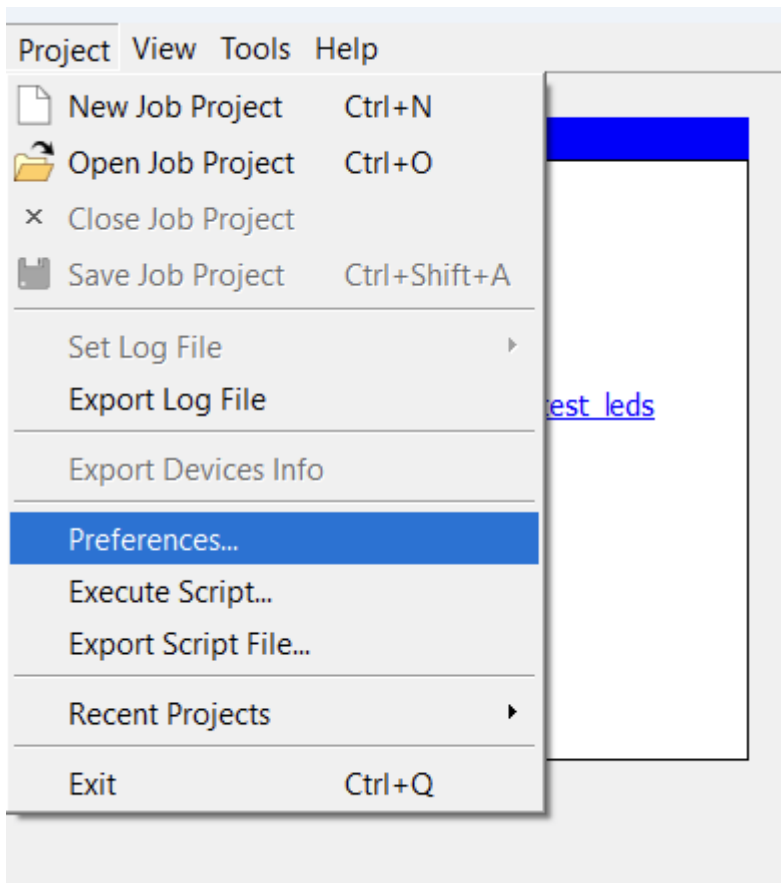 Project View Tools Help
New Job Project Ctrl+N
Open Job Project Ctrl+O
Close Job Project
Save Job Project Ctrl+Shift+A
Set Log File
Export Log File
est_leds
Export Devices Info
Preferences...
Execute Script...
Export Script File...
Recent Projects
Exit Ctrl+Q